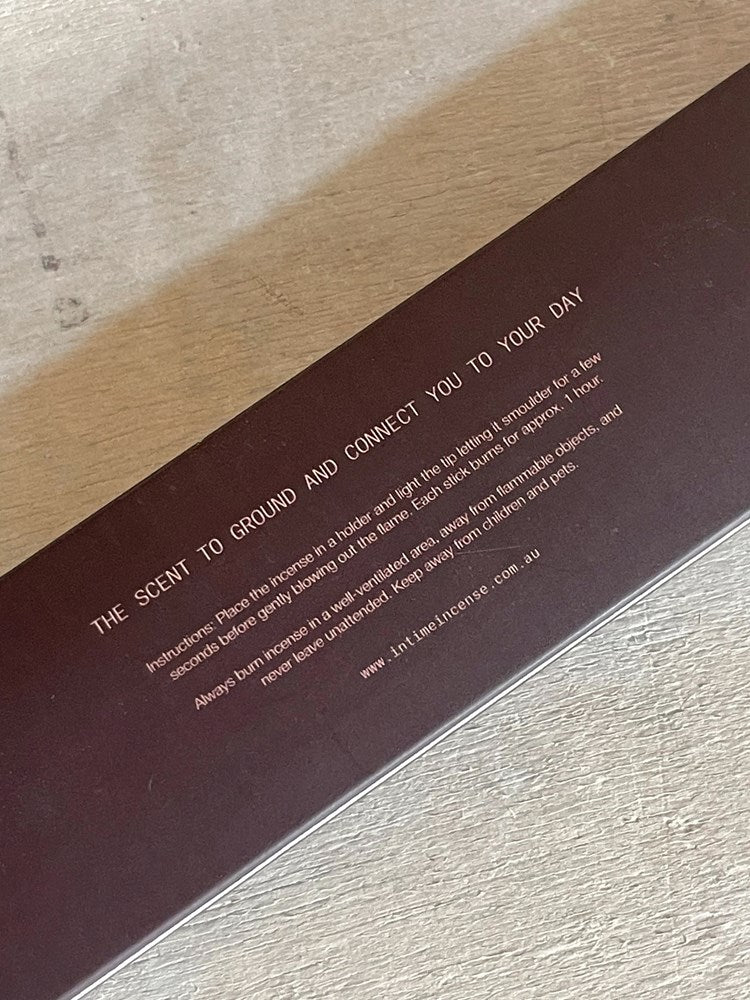 THE SCENT TO GROUND AND CONNECT YOU TO YOUR DAY
Instructions: Place the incense in a holder and light the tip letting it smoulder for a few
seconds before gently blowing out the flame. Each stick burns for approx. 1 hour.
Always burn incense in a well-ventilated area, away from flammable objects, and
never leave unattended. Keep away from children and pets.
www.intimeincense.com.au